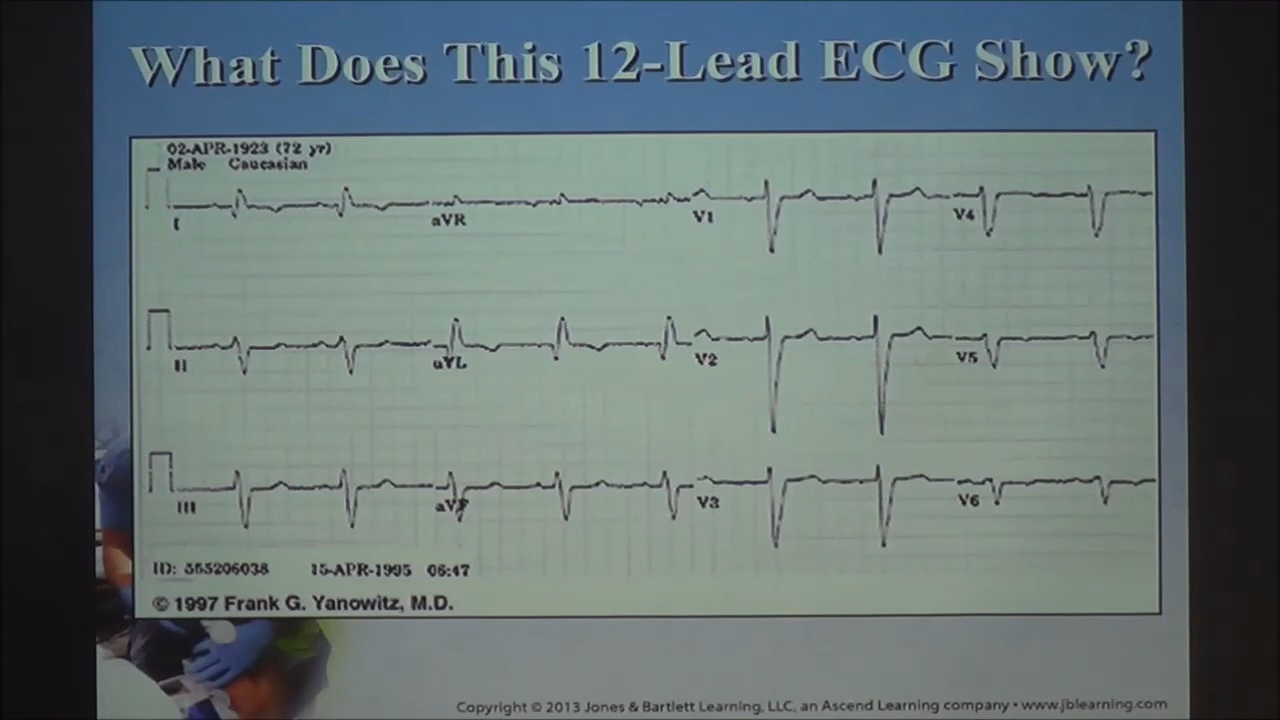 What Does This 12-Lead ECG Show?
02-APR-1923 (72 yr)
Male Caucasian
I aVR V1 V4
II aVL V2 V5
III aVF V3 V6
ID: 565206038 15-APR-1995 06:47
© 1997 Frank G. Yanowitz, M.D.
Copyright © 2013 Jones & Bartlett Learning, LLC, an Ascend Learning company • www.jblearning.com